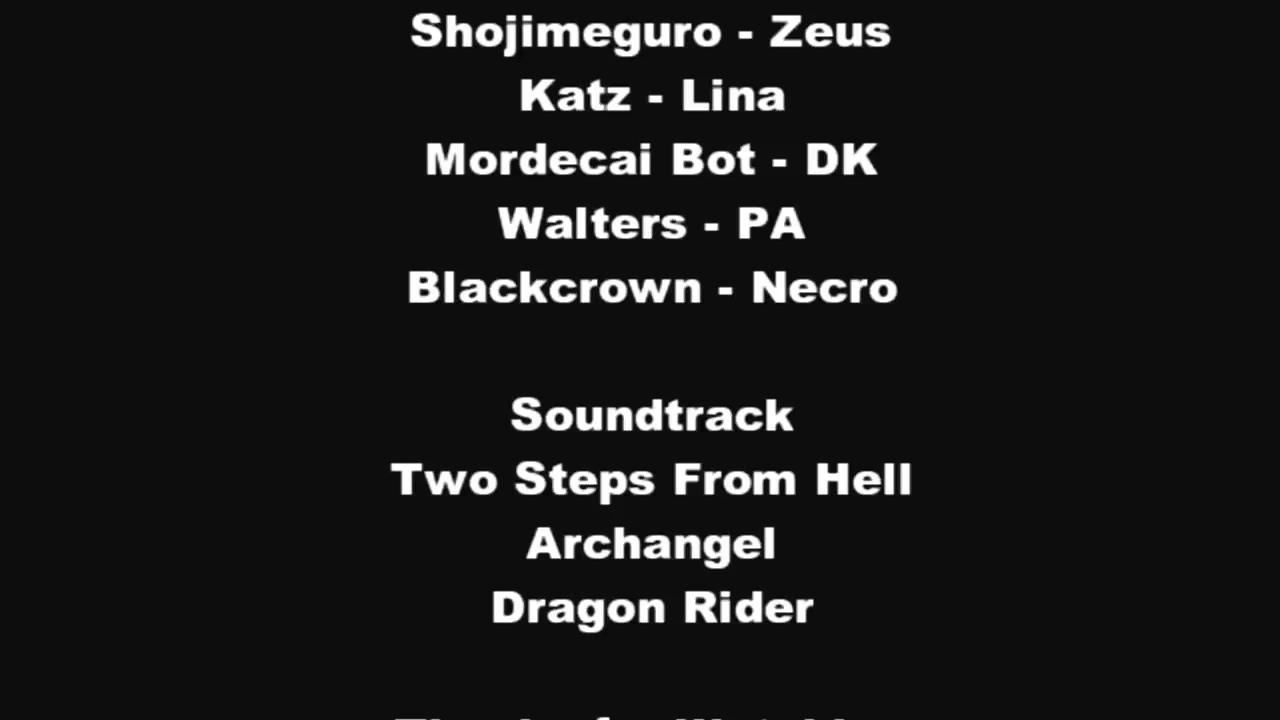 Shojimeguro - Zeus
Katz - Lina
Mordecai Bot - DK
Walters - PA
Blackcrown - Necro
Soundtrack
Two Steps From Hell
Archangel
Dragon Rider